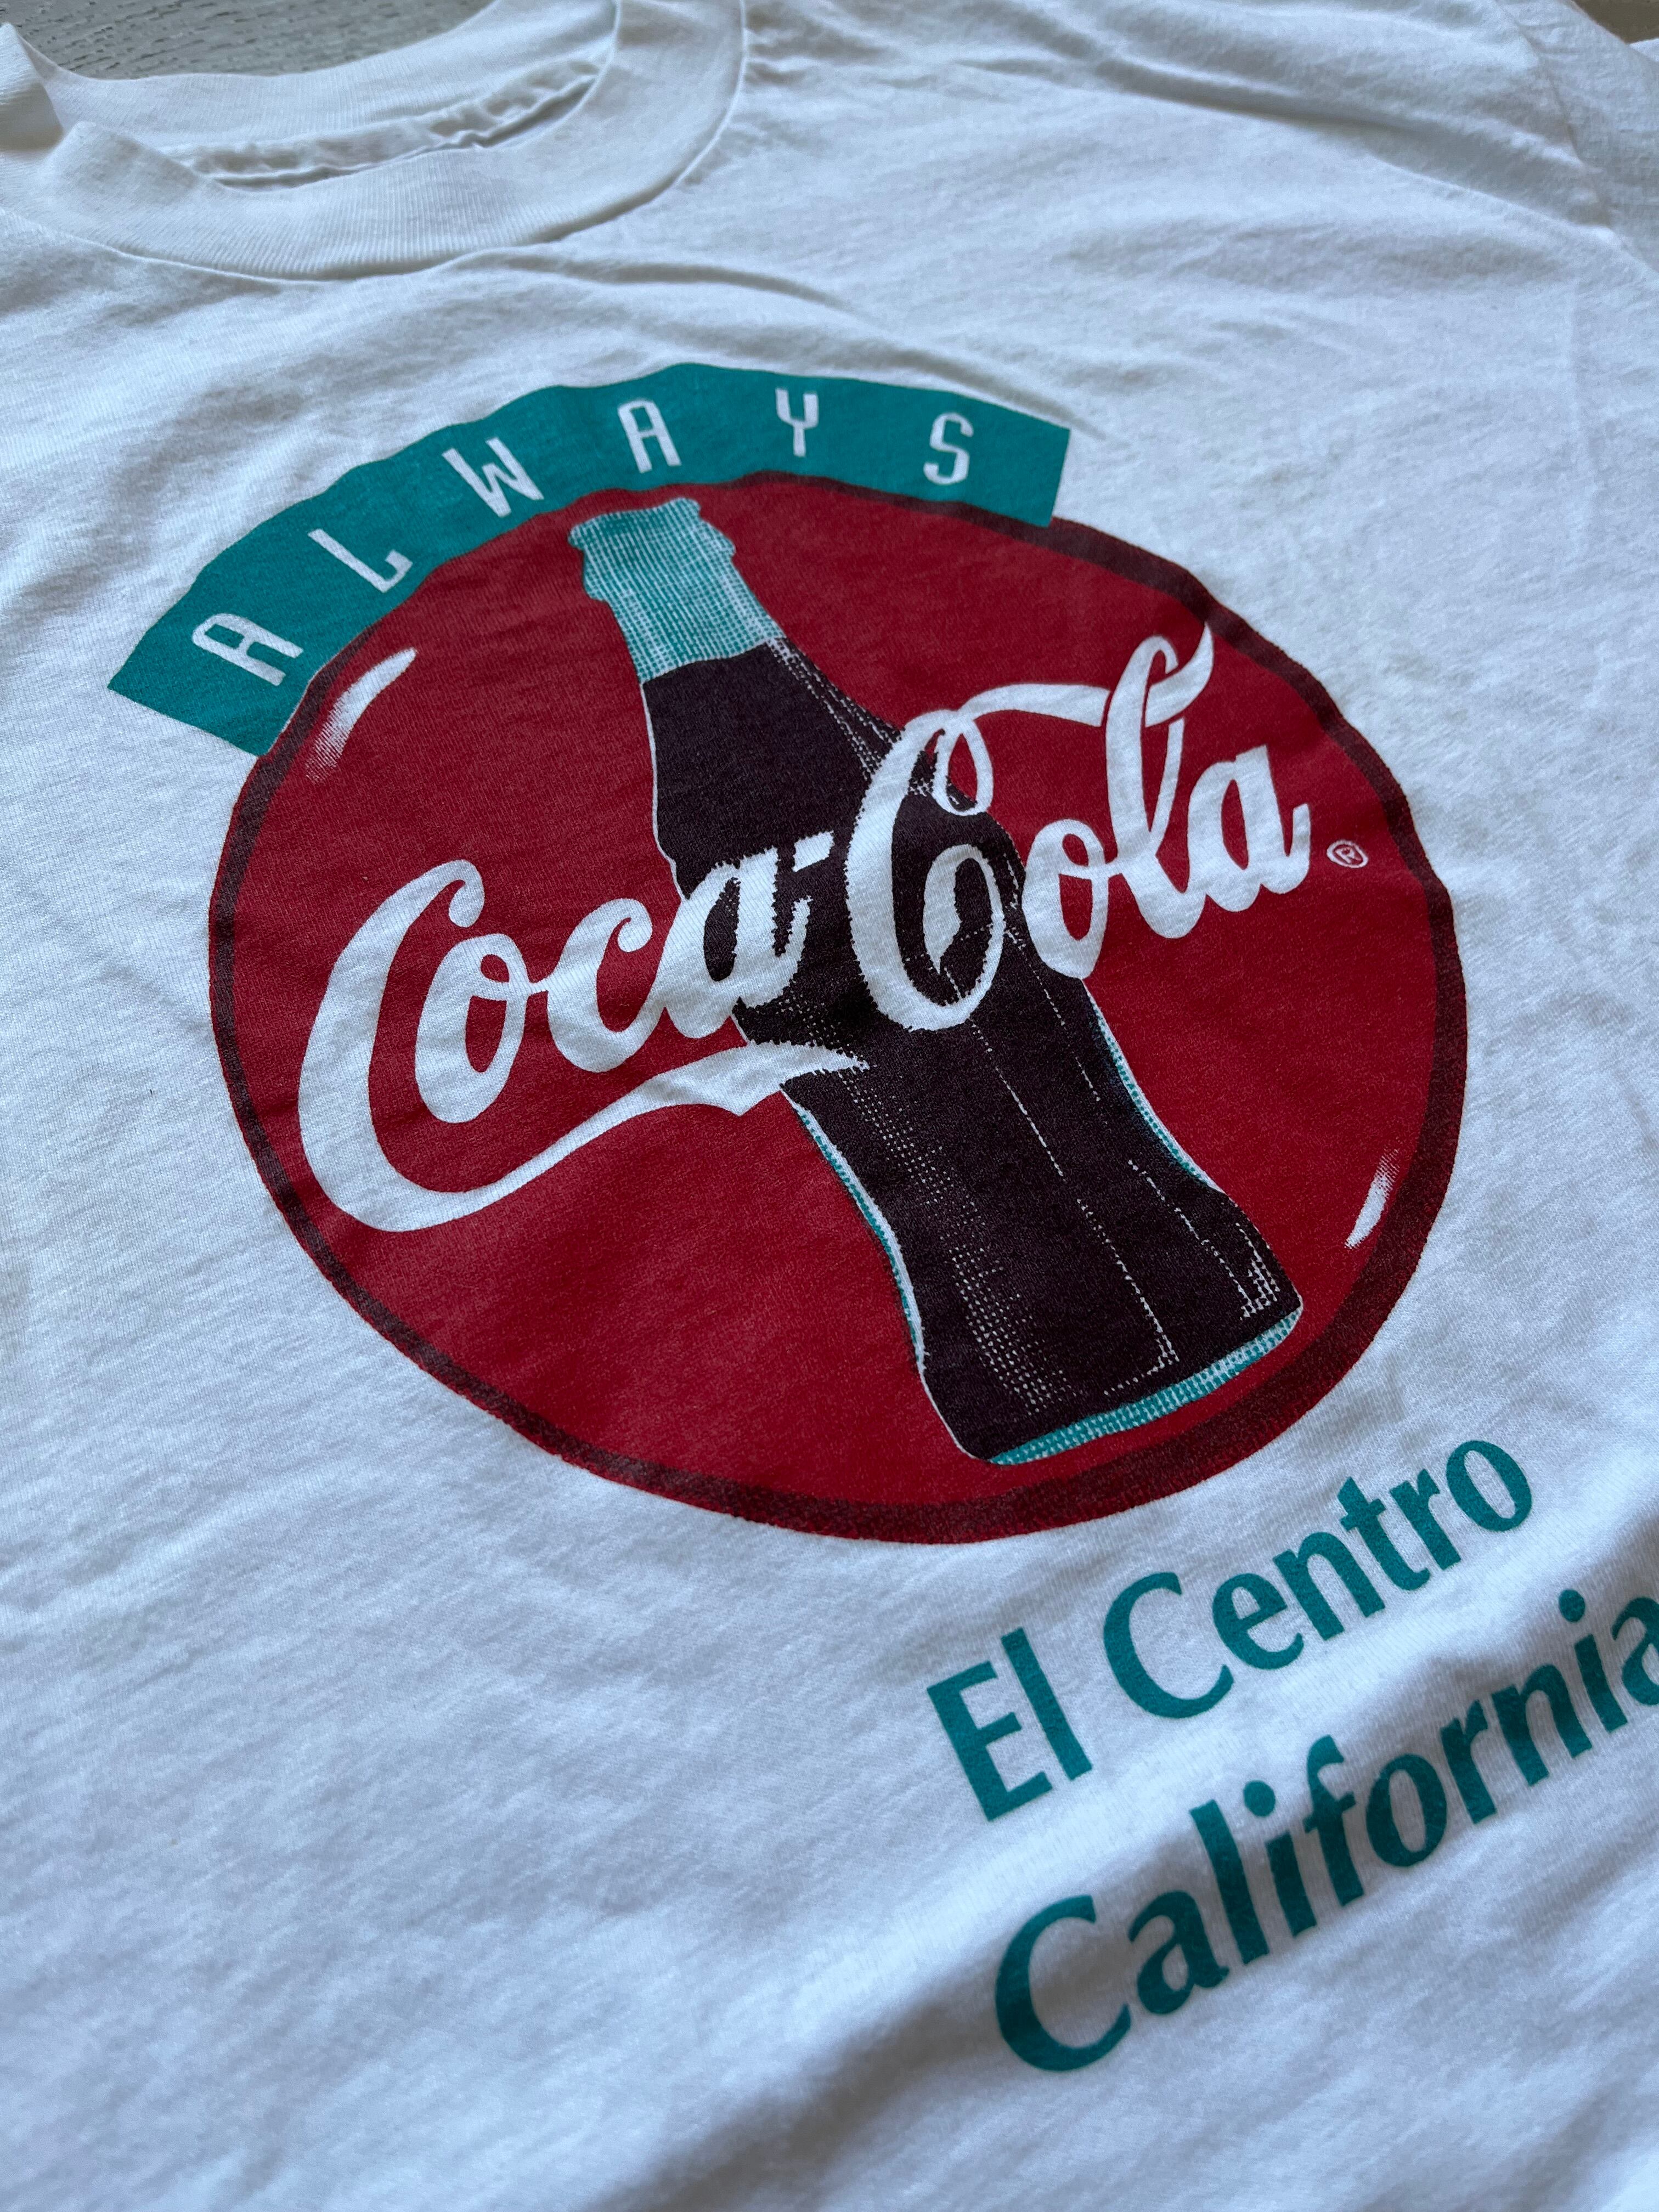 ALWAYS
Coca-Cola ®
El Centro
California